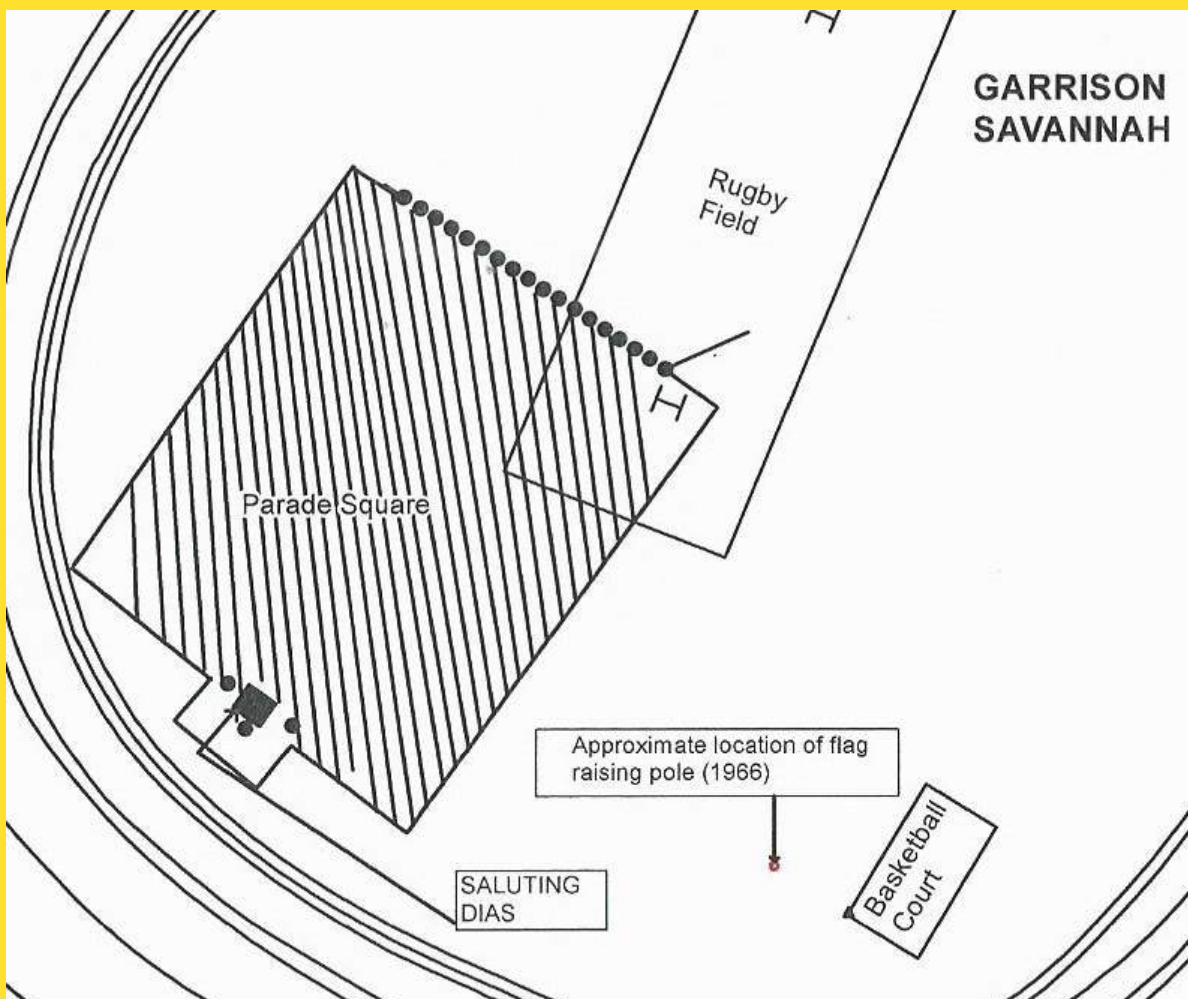 GARRISON
SAVANNAH
Rugby
Field
Parade Square
Approximate location of flag
raising pole (1966)
Basketball
Court
SALUTING
DIAS